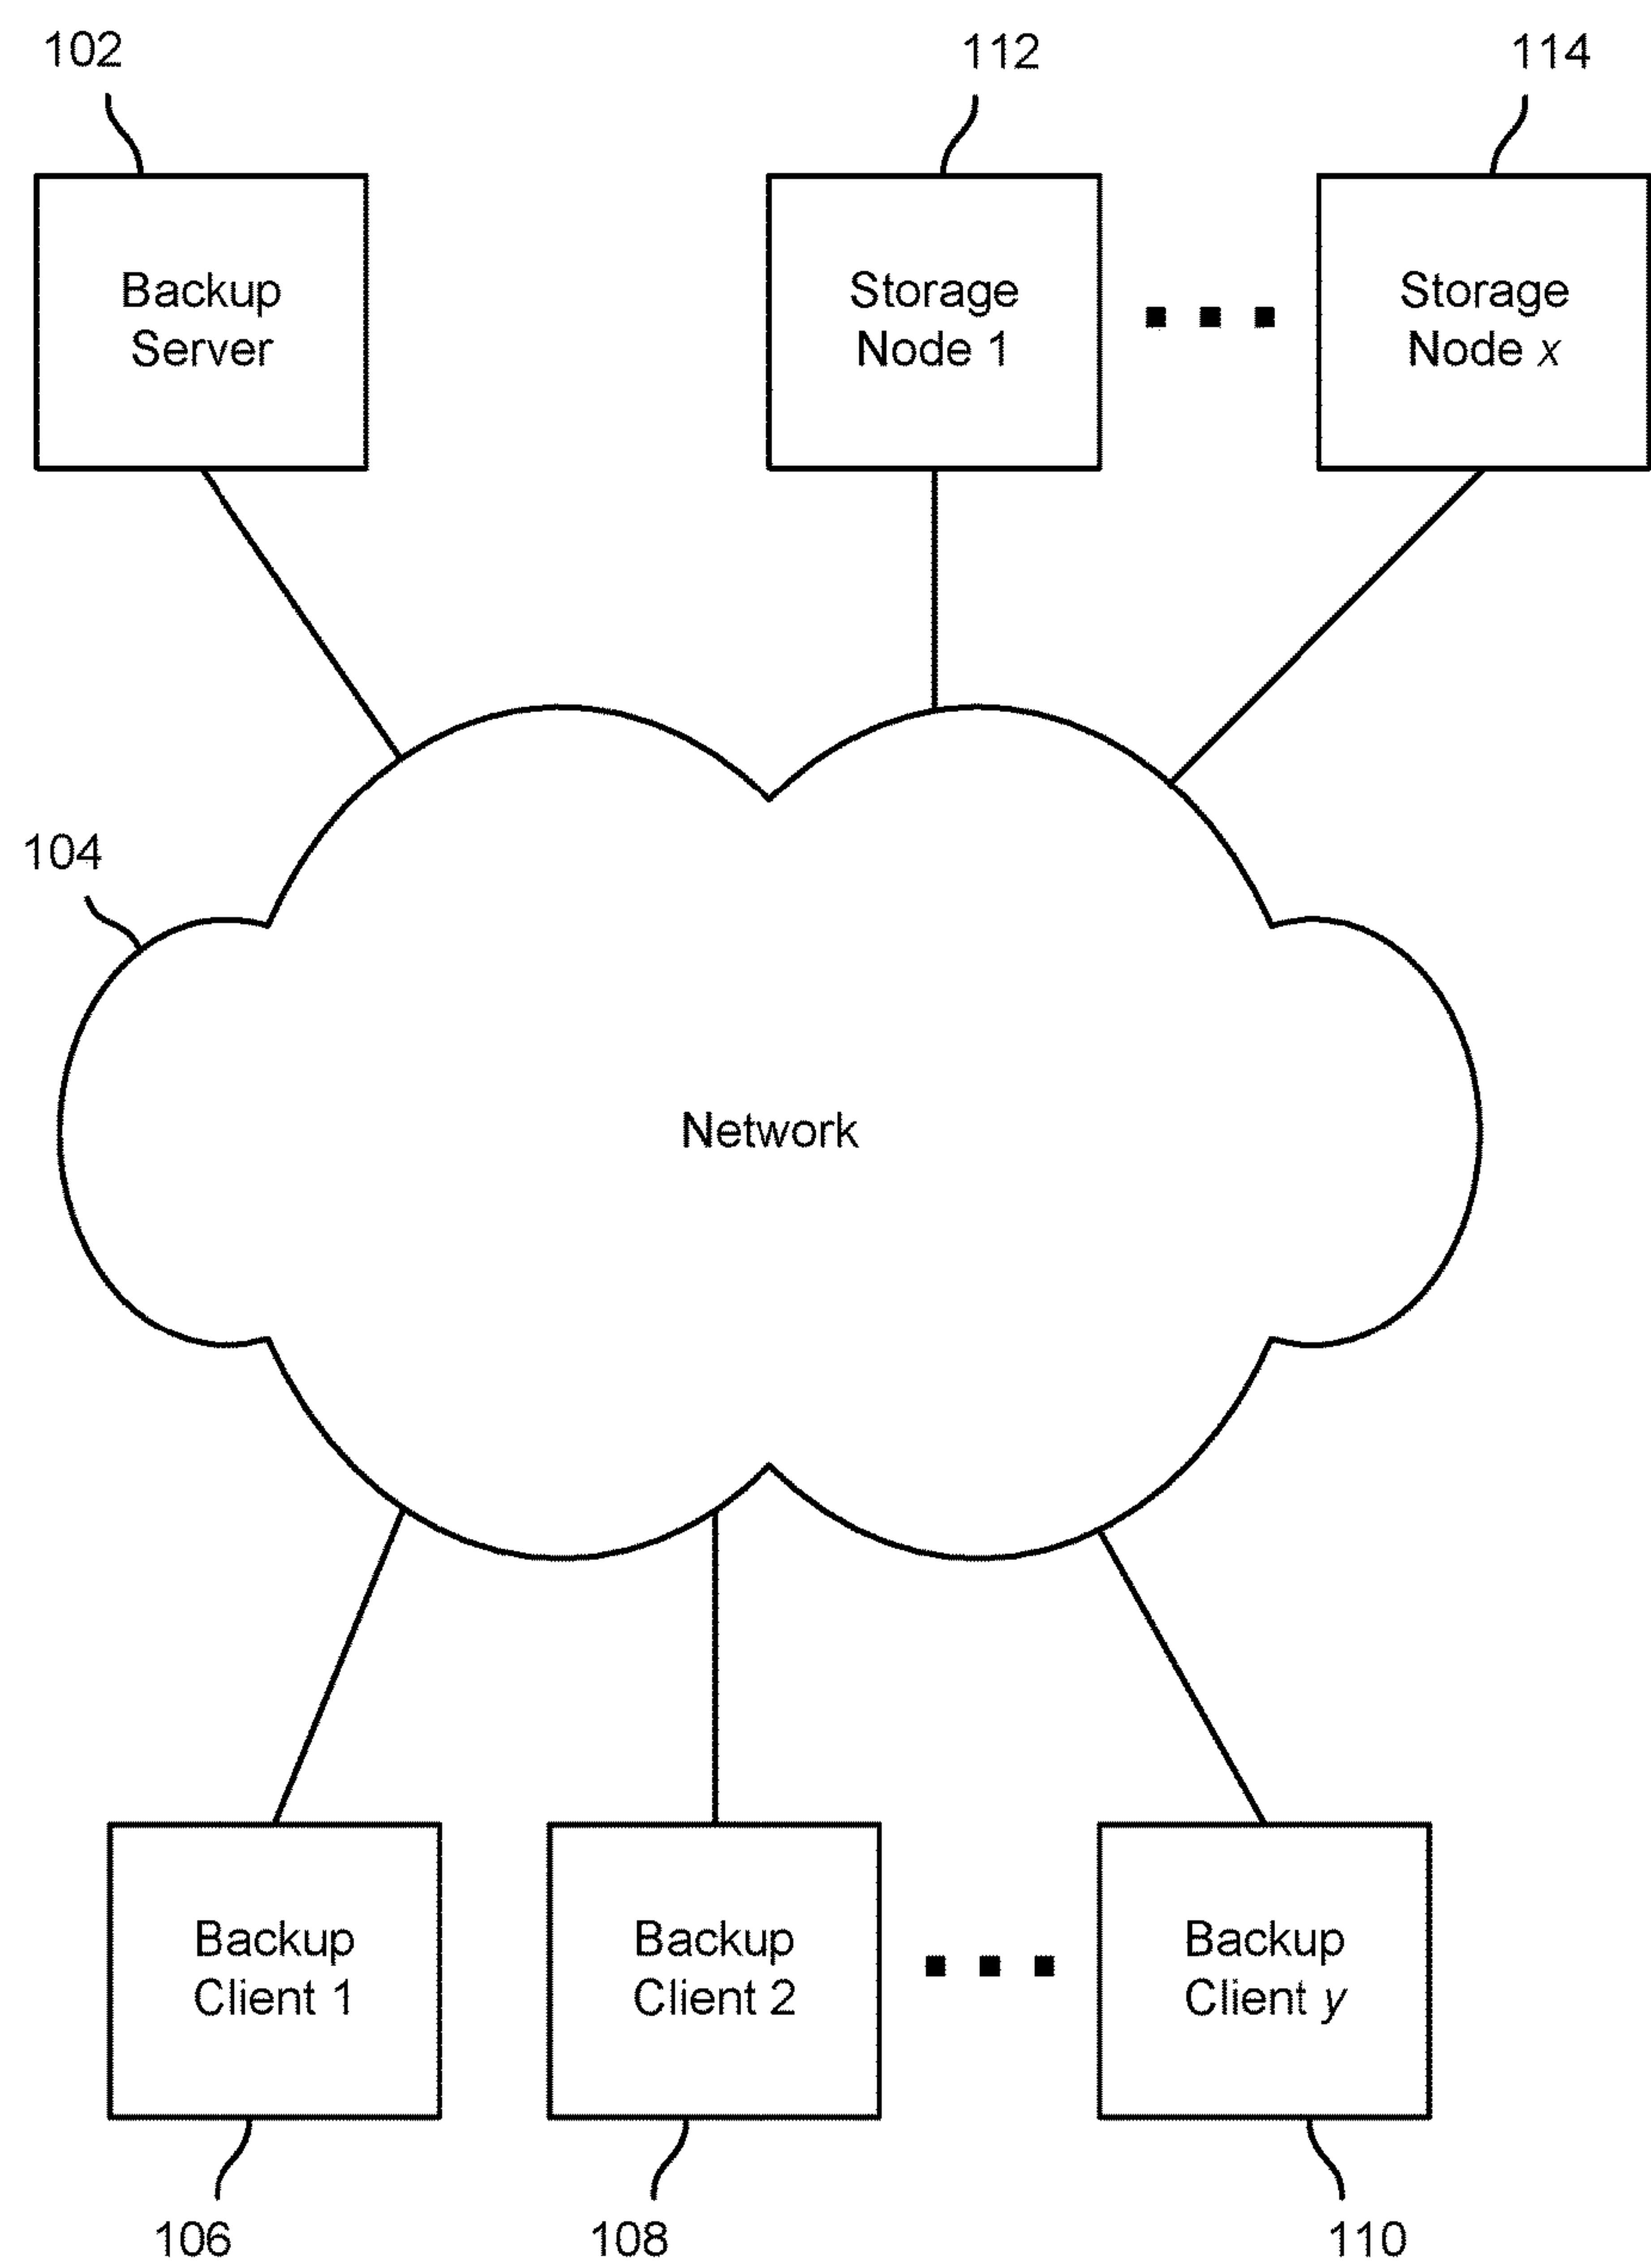 102
112
114
Backup
Server
Storage
Node 1
Storage
Node x
104
Network
Backup
Client 1
Backup
Client 2
Backup
Client y
106
108
110